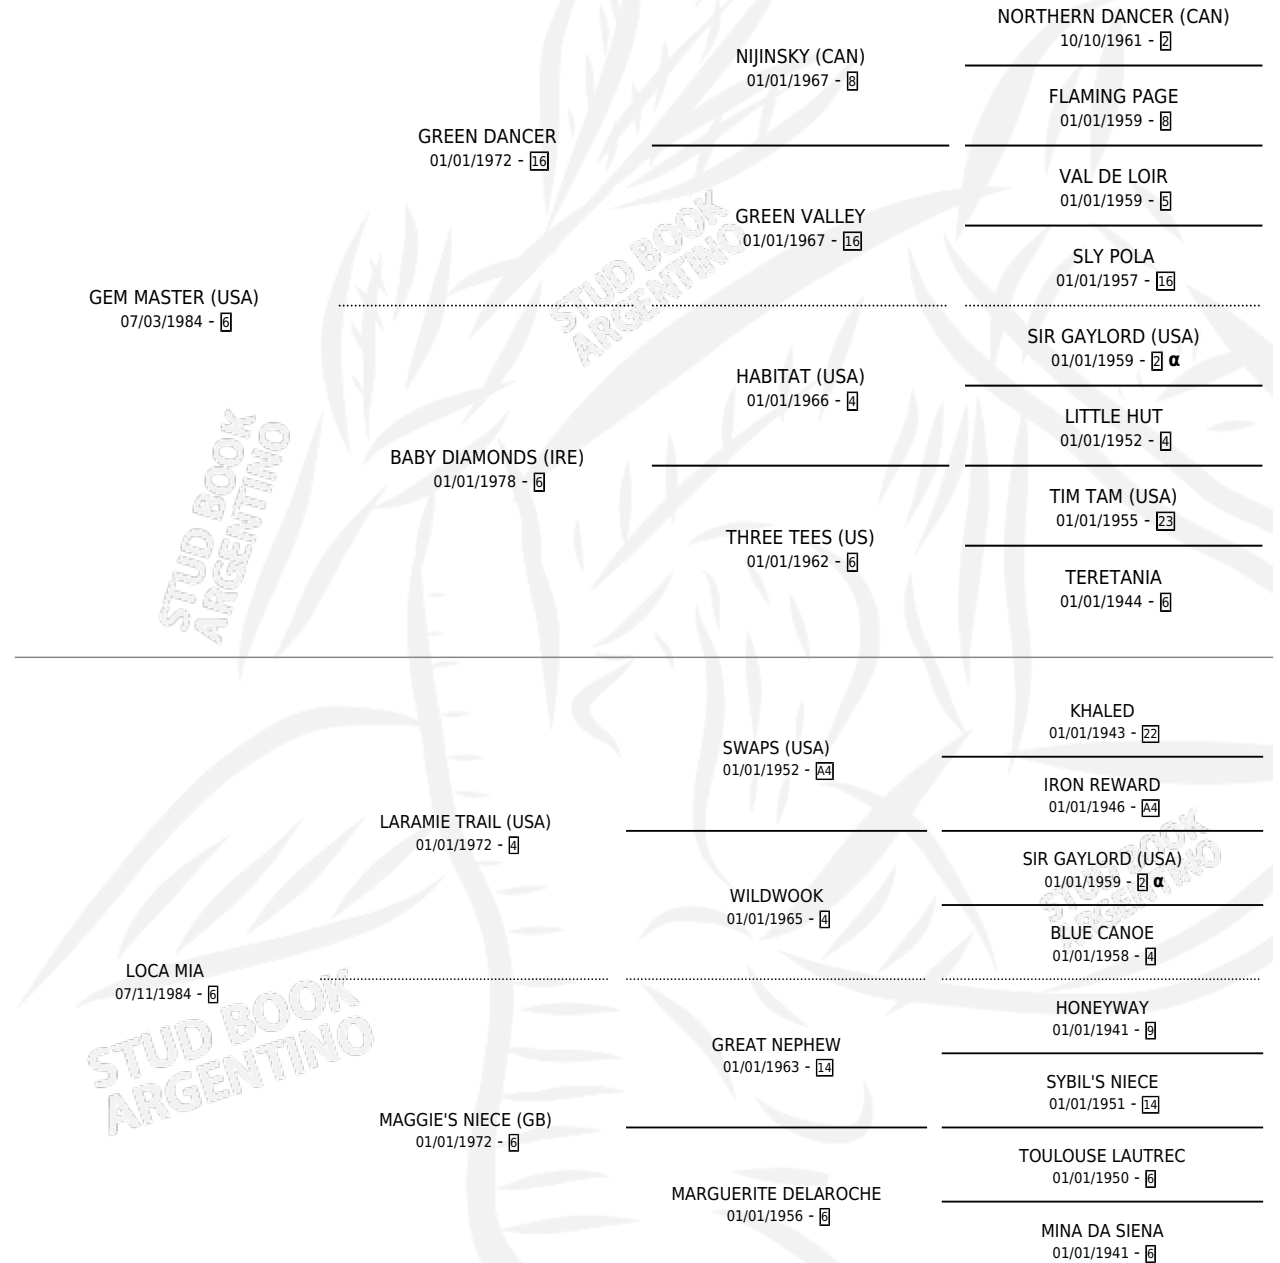 NORTHERN DANCER (CAN)
10/10/1961 - 2
NIJINSKY (CAN)
01/01/1967 - 8
FLAMING PAGE
01/01/1959 - 8
GREEN DANCER
01/01/1972 - 16
VAL DE LOIR
01/01/1959 - 5
GREEN VALLEY
01/01/1967 - 16
SLY POLA
01/01/1957 - 16
GEM MASTER (USA)
07/03/1984 - 6
SIR GAYLORD (USA)
01/01/1959 - 2 α
HABITAT (USA)
01/01/1966 - 4
LITTLE HUT
01/01/1952 - 4
BABY DIAMONDS (IRE)
01/01/1978 - 6
TIM TAM (USA)
01/01/1955 - 23
THREE TEES (US)
01/01/1962 - 6
TERETANIA
01/01/1944 - 6
KHALED
01/01/1943 - 22
SWAPS (USA)
01/01/1952 - A4
IRON REWARD
01/01/1946 - A4
LARAMIE TRAIL (USA)
01/01/1972 - 4
SIR GAYLORD (USA)
01/01/1959 - 2 α
WILDWOOK
01/01/1965 - 4
BLUE CANOE
01/01/1958 - 4
LOCA MIA
07/11/1984 - 6
HONEYWAY
01/01/1941 - 9
GREAT NEPHEW
01/01/1963 - 14
SYBIL'S NIECE
01/01/1951 - 14
MAGGIE'S NIECE (GB)
01/01/1972 - 6
TOULOUSE LAUTREC
01/01/1950 - 6
MARGUERITE DELAROCHE
01/01/1956 - 6
MINA DA SIENA
01/01/1941 - 6
STUD BOOK
ARGENTINO
STUD BOOK
ARGENTINO
STUD BOOK
ARGENTINO
STUD BOOK
ARGENTINO